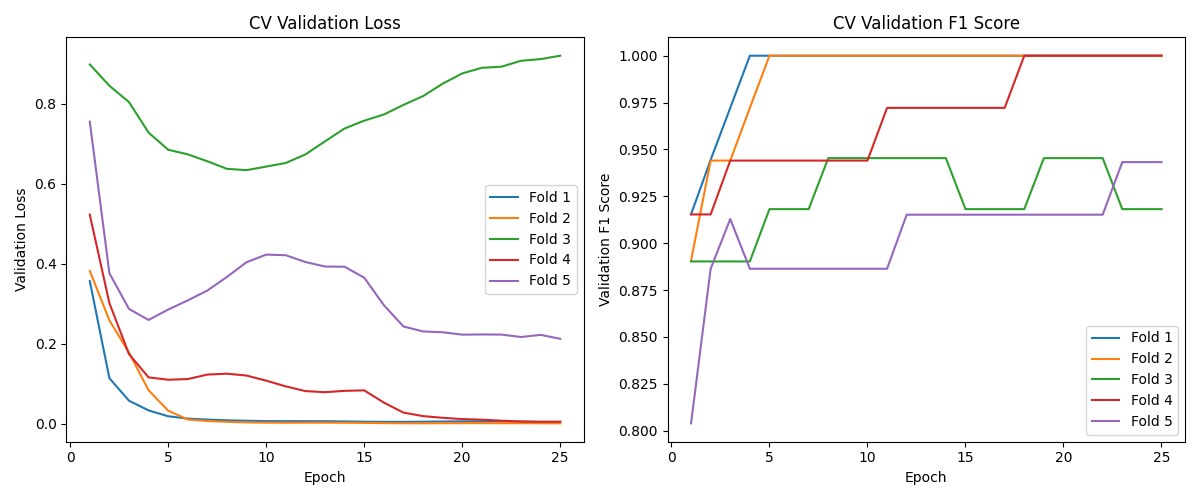 CV Validation Loss
Validation Loss
0.8
0.6
0.4
0.2
0.0
0 5 10 15 20 25
Epoch
Fold 1
Fold 2
Fold 3
Fold 4
Fold 5
CV Validation F1 Score
Validation F1 Score
1.000
0.975
0.950
0.925
0.900
0.875
0.850
0.825
0.800
0 5 10 15 20 25
Epoch
Fold 1
Fold 2
Fold 3
Fold 4
Fold 5